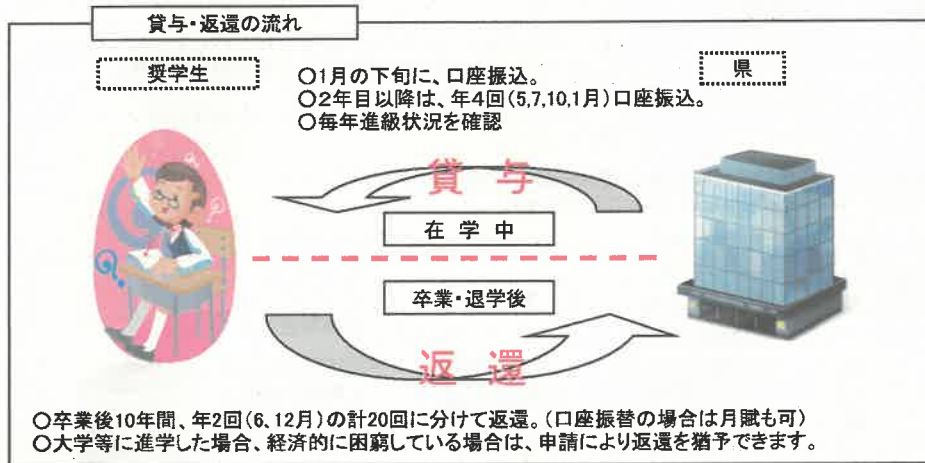 貸与・返還の流れ
奨学生
県
○1月の下旬に、口座振込。
○2年目以降は、年4回(5,7,10,1月)口座振込。
○毎年進級状況を確認
貸与
在学中
卒業・退学後
返還
○卒業後10年間、年2回(6、12月)の計20回に分けて返還。(口座振替の場合は月賦も可)
○大学等に進学した場合、経済的に困窮している場合は、申請により返還を猶予できます。